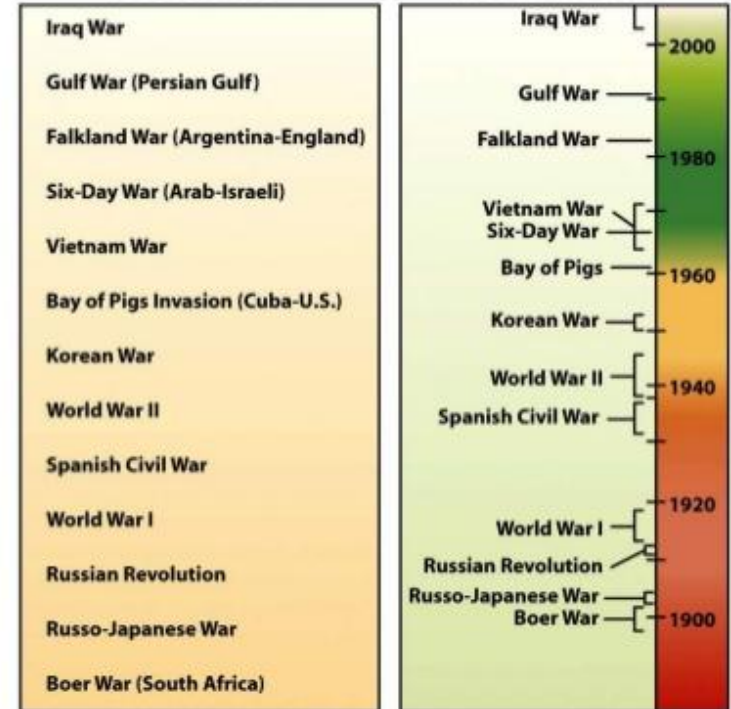 Iraq War
Gulf War (Persian Gulf)
Falkland War (Argentina-England)
Six-Day War (Arab-Israeli)
Vietnam War
Bay of Pigs Invasion (Cuba-U.S.)
Korean War
World War II
Spanish Civil War
World War I
Russian Revolution
Russo-Japanese War
Boer War (South Africa)
Iraq War
2000
Gulf War
Falkland War
1980
Vietnam War
Six-Day War
Bay of Pigs
1960
Korean War
World War II
1940
Spanish Civil War
1920
World War I
Russian Revolution
Russo-Japanese War
Boer War
1900